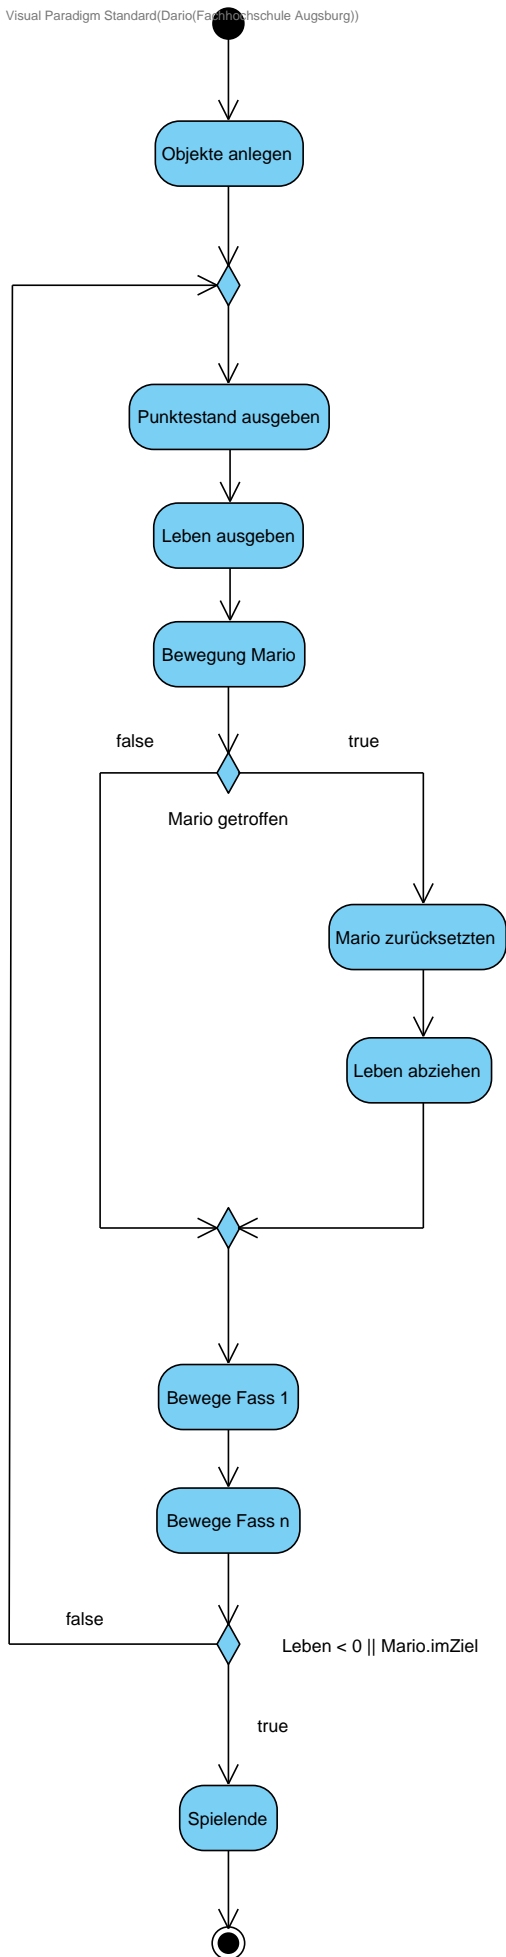 Visual Paradigm Standard(Dario(Fachhochschule Augsburg))
Objekte anlegen
Punktestand ausgeben
Leben ausgeben
Bewegung Mario
false
true
Mario getroffen
Mario zurücksetzten
Leben abziehen
Bewege Fass 1
Bewege Fass n
false
Leben < 0 || Mario.imZiel
true
Spielende